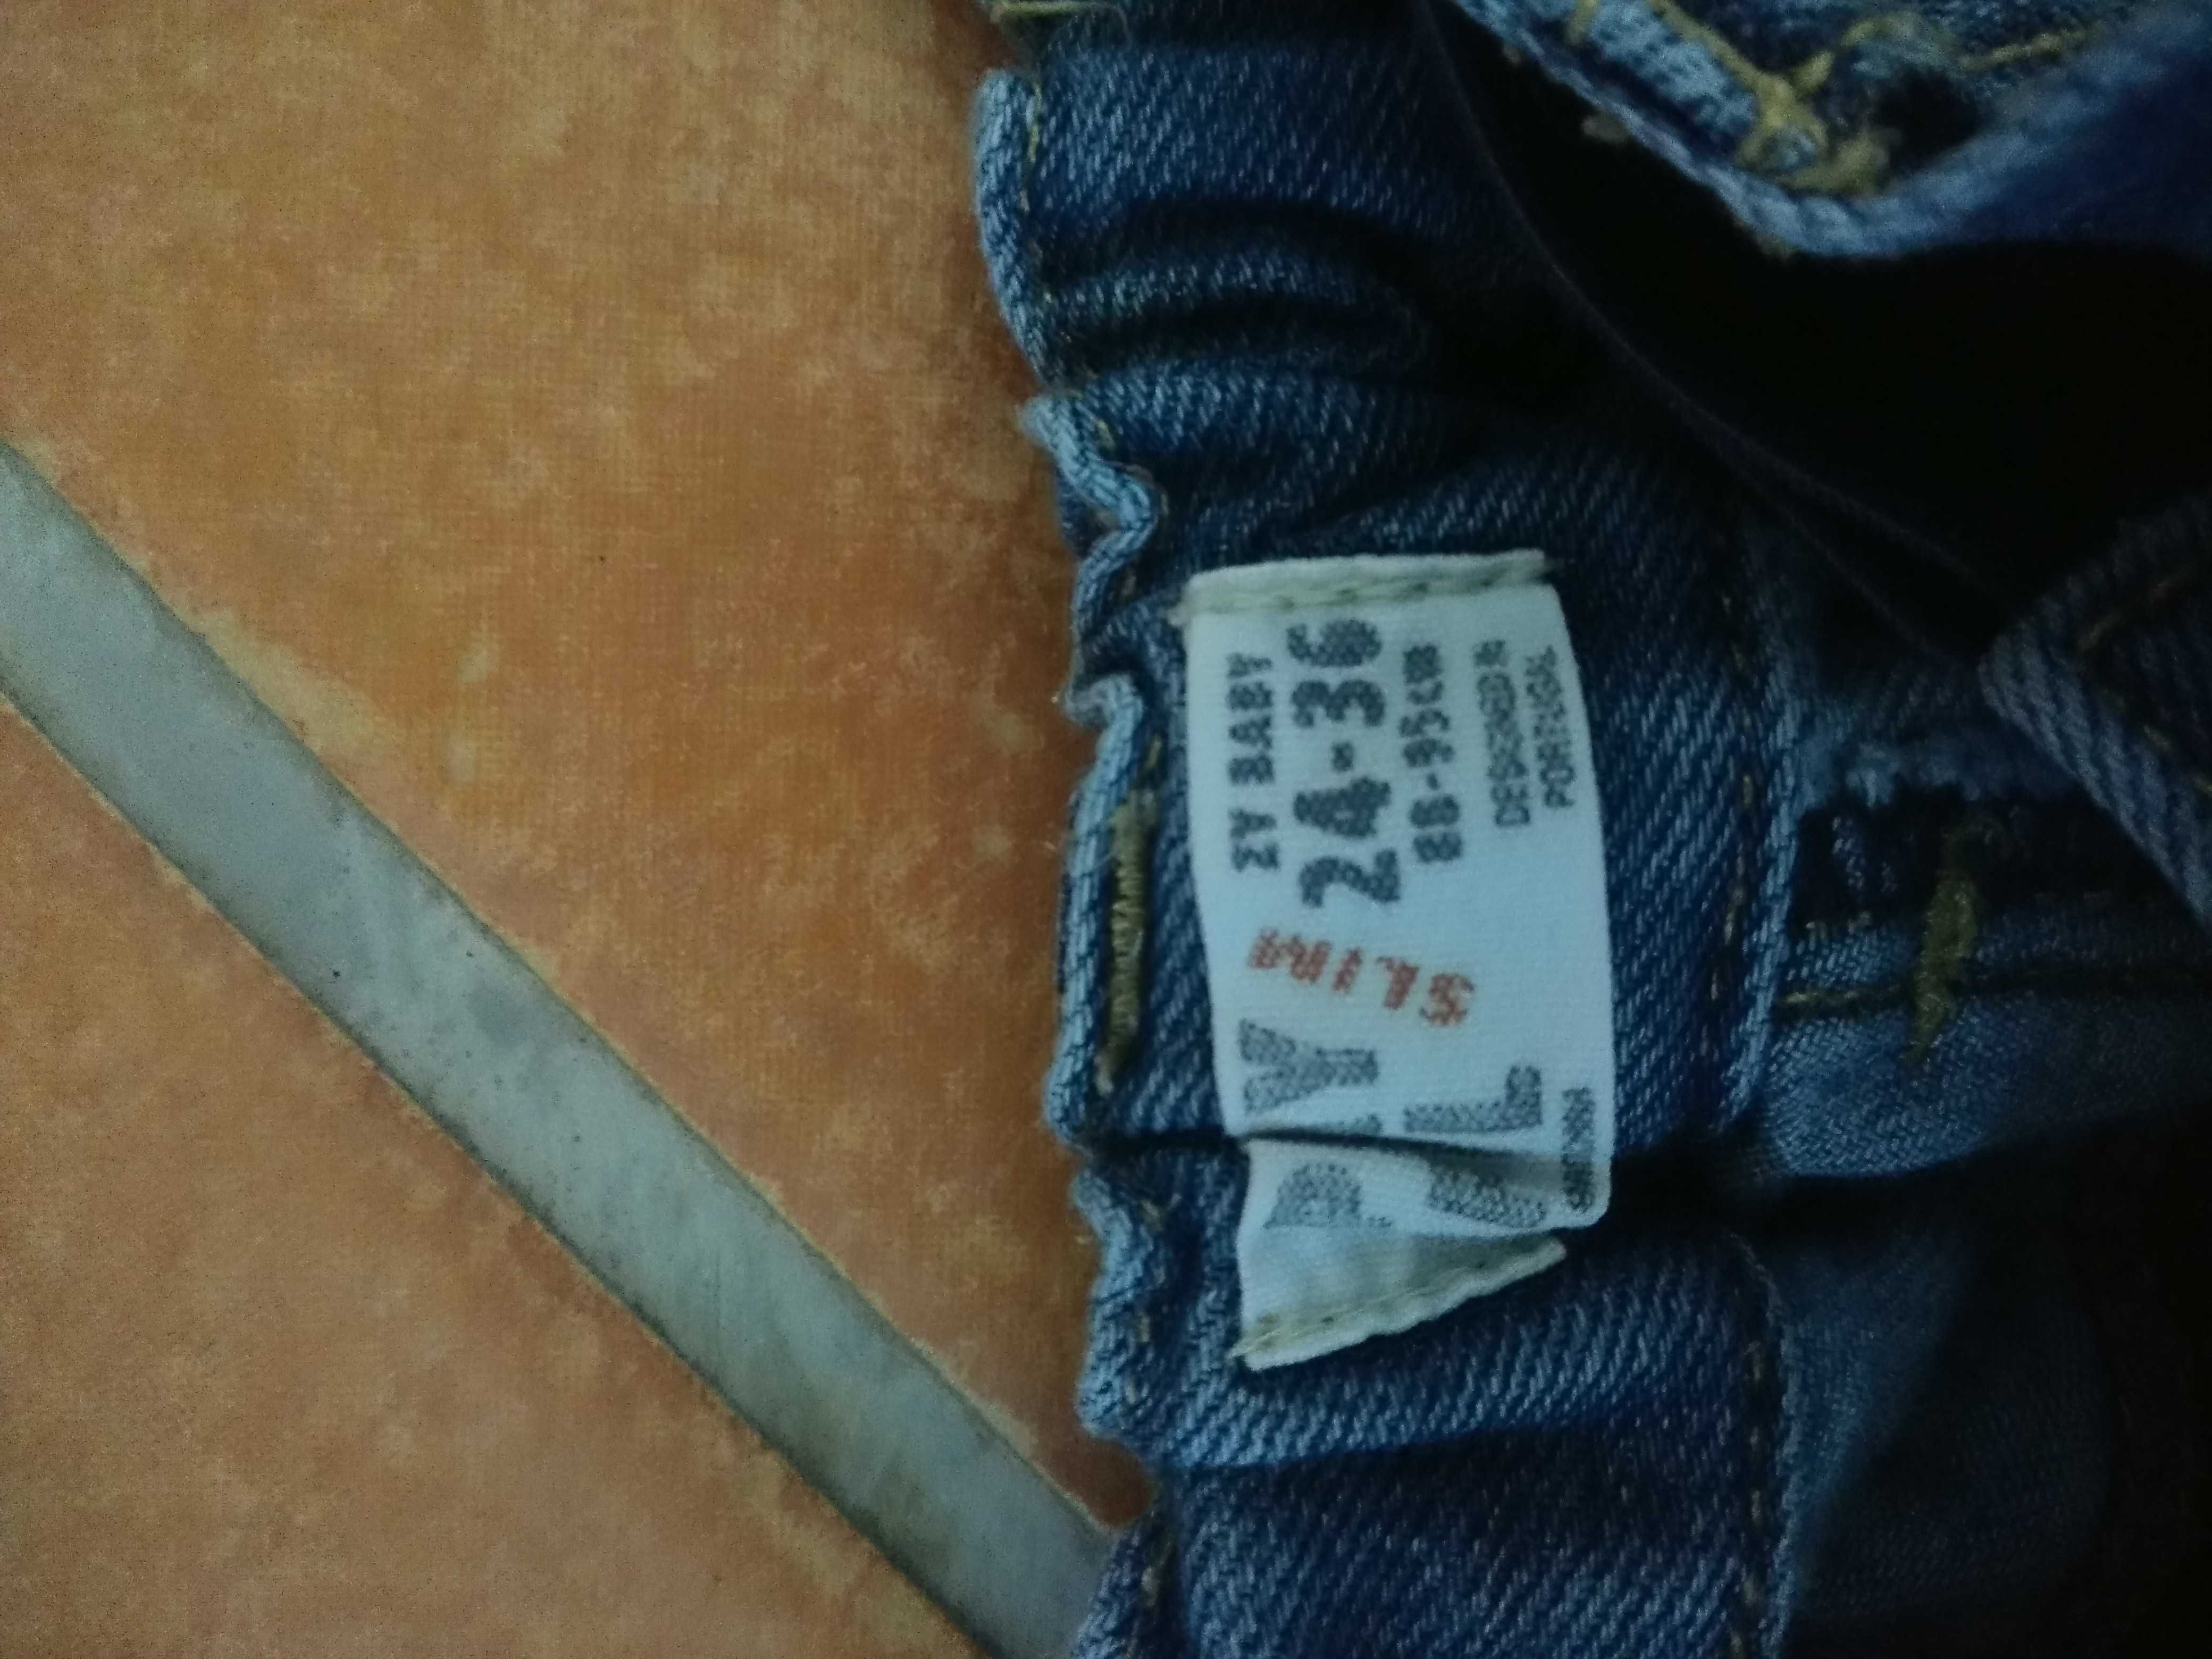 ZY BABY
24-36
88-95cm
DESIGNED IN
PORTUGAL
SLIM